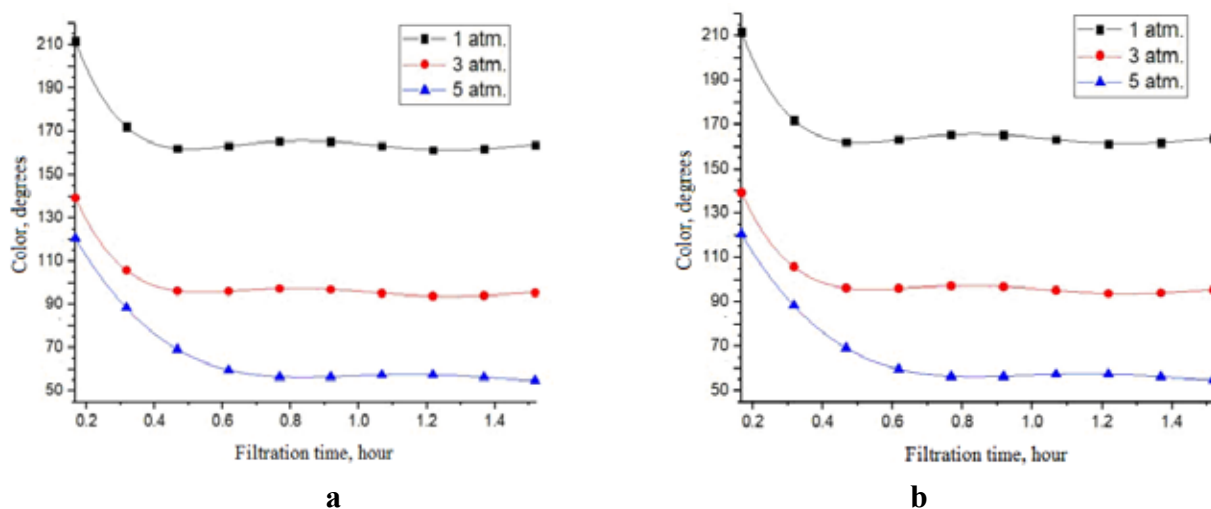 210
190
170
150
130
110
90
70
50
Color, degrees
0.2 0.4 0.6 0.8 1.0 1.2 1.4
Filtration time, hour
1 atm.
3 atm.
5 atm.
a
210
190
170
150
130
110
90
70
50
Color, degrees
0.2 0.4 0.6 0.8 1.0 1.2 1.4
Filtration time, hour
1 atm.
3 atm.
5 atm.
b